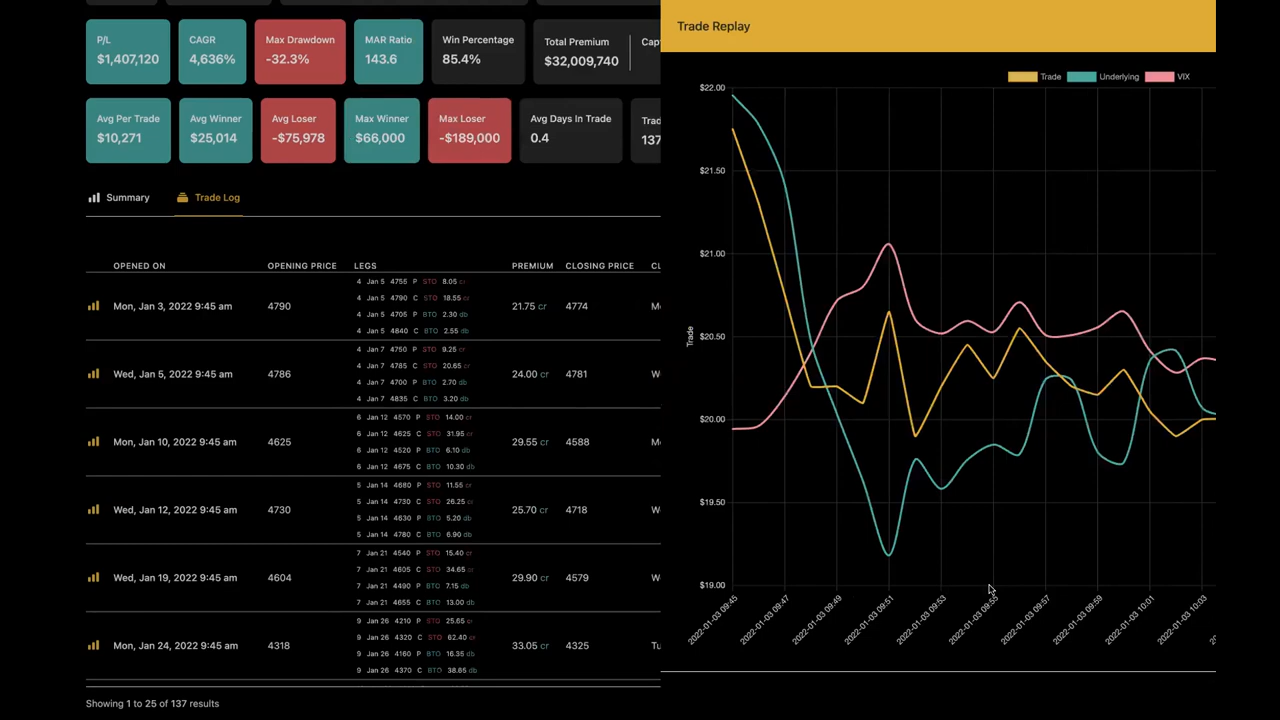 P/L
$1,407,120
CAGR
4,636%
Max Drawdown
-32.3%
MAR Ratio
143.6
Win Percentage
85.4%
Total Premium
$32,009,740
Capt
Avg Per Trade
$10,271
Avg Winner
$25,014
Avg Loser
-$75,978
Max Winner
$66,000
Max Loser
-$189,000
Avg Days In Trade
0.4
Trad
137
Summary
Trade Log
OPENED ON OPENING PRICE LEGS PREMIUM CLOSING PRICE CL
4 Jan 5 4755 P STO 8.05 cr
4 Jan 5 4790 C STO 18.55 cr
Mon, Jan 3, 2022 9:45 am 4790 21.75 cr 4774
4 Jan 5 4705 P BTO 2.30 db
4 Jan 5 4840 C BTO 2.55 db
4 Jan 7 4750 P STO 9.25 cr
4 Jan 7 4785 C STO 20.65 cr
Wed, Jan 5, 2022 9:45 am 4786 24.00 cr 4781
4 Jan 7 4700 P BTO 2.70 db
4 Jan 7 4835 C BTO 3.20 db
6 Jan 12 4570 P STO 14.00 cr
6 Jan 12 4625 C STO 31.95 cr
Mon, Jan 10, 2022 9:45 am 4625 29.55 cr 4588
6 Jan 12 4520 P BTO 6.10 db
6 Jan 12 4675 C BTO 10.30 db
5 Jan 14 4680 P STO 11.55 cr
5 Jan 14 4730 C STO 26.25 cr
Wed, Jan 12, 2022 9:45 am 4730 25.70 cr 4718
5 Jan 14 4630 P BTO 5.20 db
5 Jan 14 4780 C BTO 6.90 db
7 Jan 21 4540 P STO 15.40 cr
7 Jan 21 4605 C STO 34.65 cr
Wed, Jan 19, 2022 9:45 am 4604 29.90 cr 4579
7 Jan 21 4490 P BTO 7.15 db
7 Jan 21 4655 C BTO 13.00 db
9 Jan 26 4210 P STO 25.65 cr
9 Jan 26 4320 C STO 62.40 cr
Mon, Jan 24, 2022 9:45 am 4318 33.05 cr 4325 Tu
9 Jan 26 4160 P BTO 16.35 db
9 Jan 26 4370 C BTO 38.65 db
Showing 1 to 25 of 137 results
Trade Replay
Trade Underlying VIX
$22.00
$21.50
$21.00
$20.50
$20.00
$19.50
$19.00
Trade
2022-01-03 09:45
2022-01-03 09:47
2022-01-03 09:49
2022-01-03 09:51
2022-01-03 09:53
2022-01-03 09:55
2022-01-03 09:57
2022-01-03 09:59
2022-01-03 10:01
2022-01-03 10:03